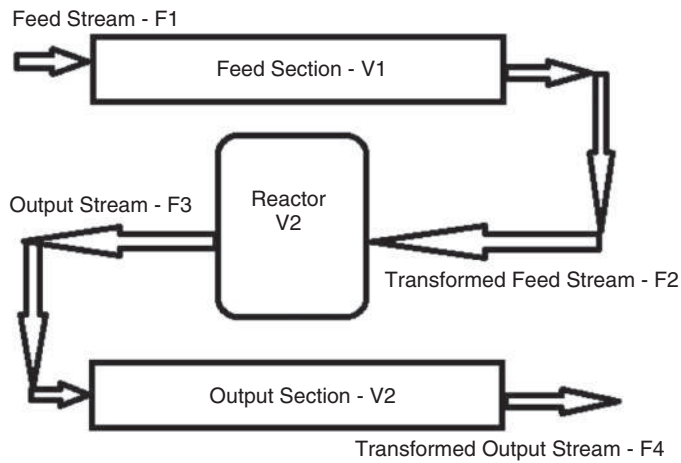 Feed Stream - F1
Feed Section - V1
Reactor
V2
Output Stream - F3
Transformed Feed Stream - F2
Output Section - V2
Transformed Output Stream - F4